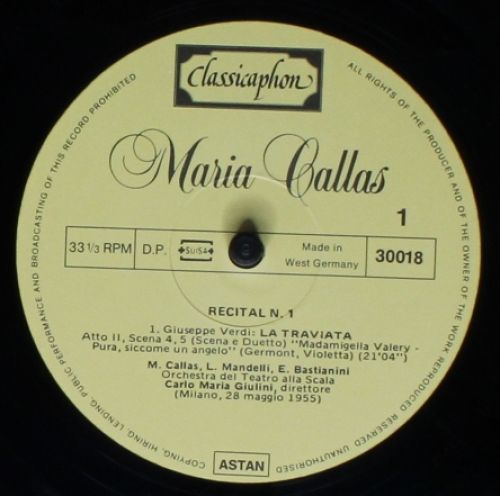 Classicaphon
Maria Callas
1
33 1/3 RPM D.P. SUISA Made in West Germany 30018
RECITAL N. 1
1. Giuseppe Verdi: LA TRAVIATA
Atto II, Scena 4, 5 (Scena e Duetto) "Madamigella Valery -
Pura, siccome un angelo" (Germont, Violetta) (21'04")
M. Callas, L. Mandelli, E. Bastianini
Orchestra del Teatro alla Scala
Carlo Maria Giulini, direttore
(Milano, 28 maggio 1955)
ASTAN
ALL RIGHTS OF THE PRODUCER AND OF THE OWNER OF THE WORK REPRODUCED RESERVED UNAUTHORISED COPYING, HIRING, LENDING, PUBLIC PERFORMANCE AND BROADCASTING OF THIS RECORD PROHIBITED